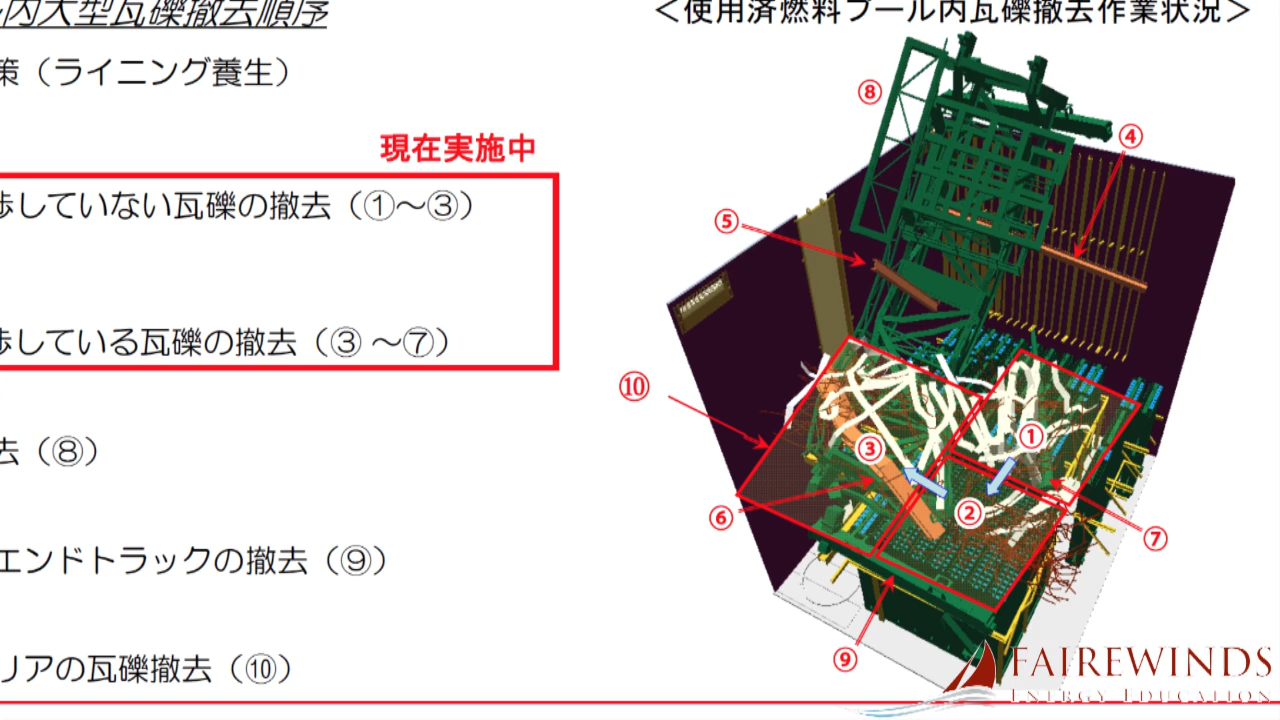 内大型瓦礫撤去順序
＜使用済燃料プール内瓦礫撤去作業状況＞
策（ライニング養生）
現在実施中
渉していない瓦礫の撤去（①～③）
渉している瓦礫の撤去（③ ～⑦）
去（⑧）
エンドトラックの撤去（⑨）
リアの瓦礫撤去（⑩）
⑧
④
⑤
⑩
①
③
②
⑥
⑦
⑨
FAIREWINDS
ENERGY EDUCATION